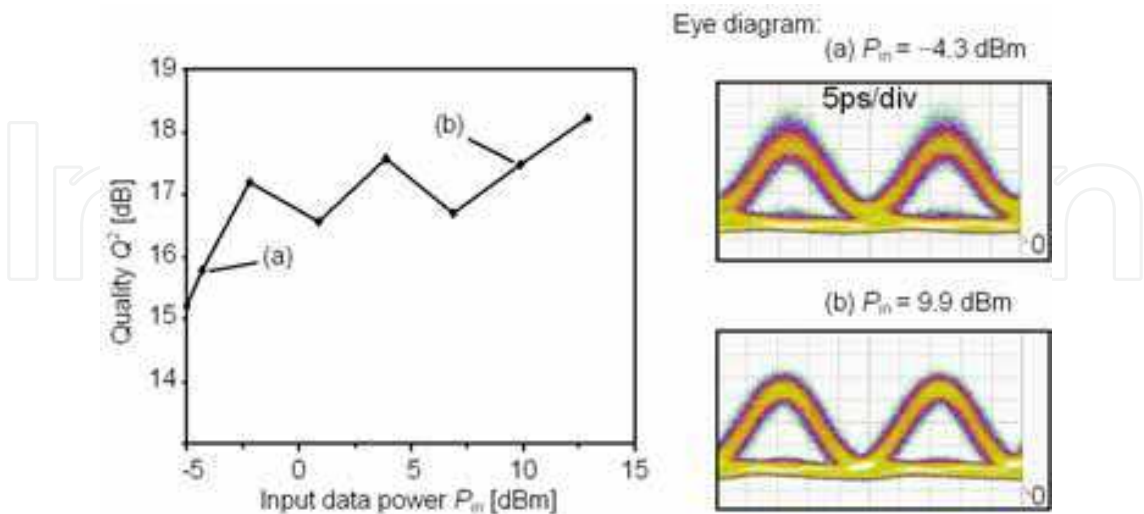 Eye diagram:
(a) Pin = −4.3 dBm
5ps/div
0
(b) Pin = 9.9 dBm
0
19
18
17
16
15
14
Quality Q² [dB]
(a)
(b)
-5 0 5 10 15
Input data power Pin [dBm]